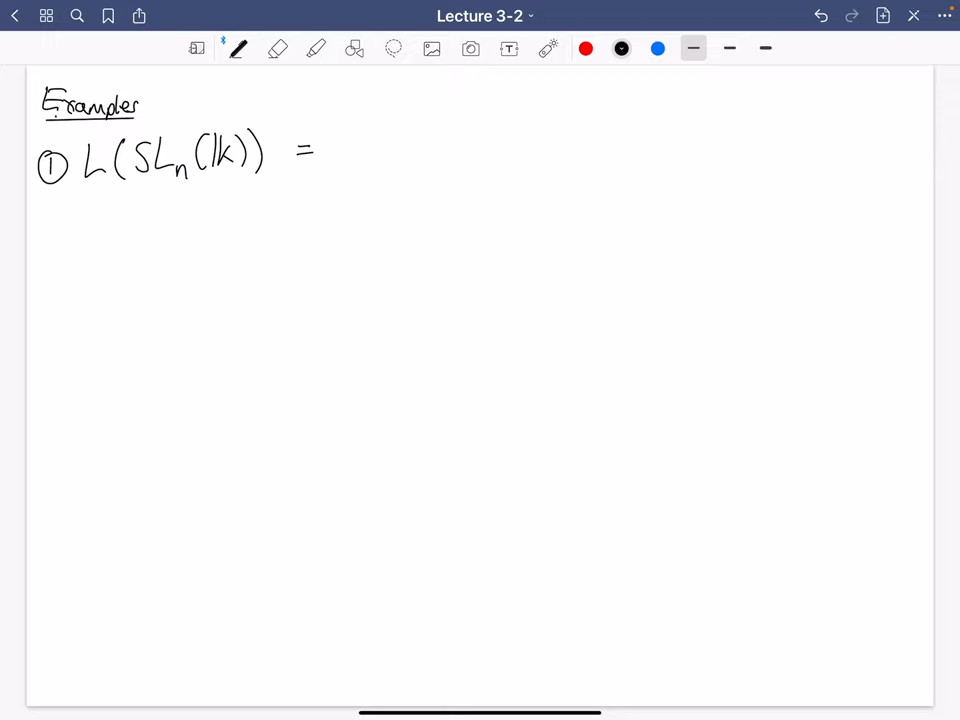 Lecture 3-2
Examples
① L(SLₙ(𝕜)) =